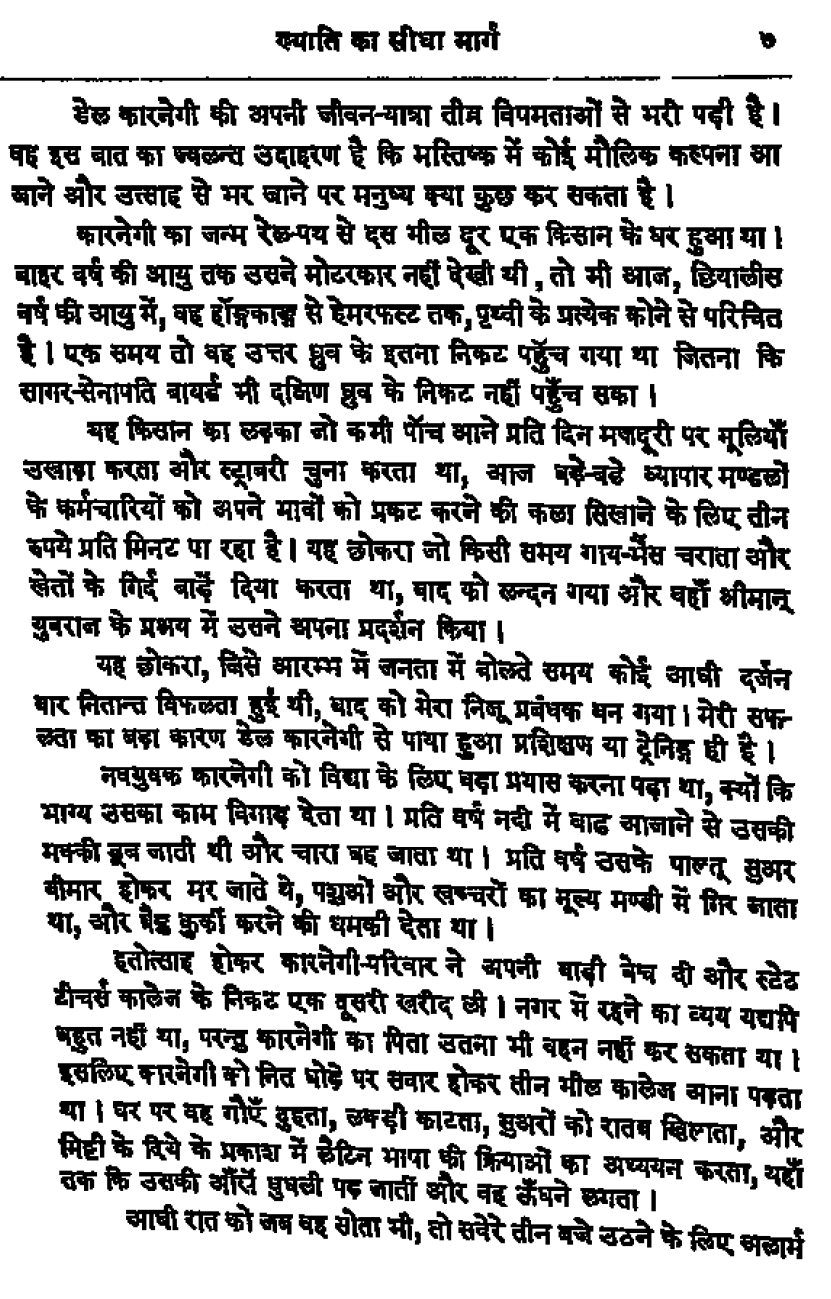 ख्याति का सीधा मार्ग ७
डेल कारनेगी की अपनी जीवन-यात्रा तीव्र विषमताओं से भरी पड़ी है।
वह इस बात का ज्वलन्त उदाहरण है कि मस्तिष्क में कोई मौलिक कल्पना आ
जाने और उत्साह से भर जाने पर मनुष्य क्या कुछ कर सकता है।
कारनेगी का जन्म रेल-पथ से दस मील दूर एक किसान के घर हुआ था।
बाहर वर्ष की आयु तक उसने मोटरकार नहीं देखी थी, तो भी आज, छियालीस
वर्ष की आयु में, वह हॉङ्गकाङ्ग से हेमरफस्ट तक, पृथ्वी के प्रत्येक कोने से परिचित
है। एक समय तो वह उत्तर ध्रुव के इतना निकट पहुँच गया था जितना कि
सागर-सेनापति बायर्ड भी दक्षिण ध्रुव के निकट नहीं पहुँच सका।
यह किसान का लड़का जो कभी पाँच आने प्रति दिन मजदूरी पर मूलियाँ
उखाड़ा करता और स्ट्राबरी चुना करता था, आज बड़े-बड़े व्यापार मण्डलों
के कर्मचारियों को अपने भावों को प्रकट करने की कला सिखाने के लिए तीन
रुपये प्रति मिनट पा रहा है। यह छोकरा जो किसी समय गाय-भैंस चराता और
खेतों के गिर्द बाड़ें दिया करता था, बाद को लन्दन गया और वहाँ श्रीमान्
युवराज के प्रश्रय में उसने अपना प्रदर्शन किया।
यह छोकरा, जिसे आरम्भ में जनता में बोलते समय कोई आधी दर्जन
बार नितान्त विफलता हुई थी, बाद को मेरा निजू प्रबंधक बन गया। मेरी सफ-
लता का बड़ा कारण डेल कारनेगी से पाया हुआ प्रशिक्षण या ट्रेनिङ्ग ही है।
नवयुवक कारनेगी को विद्या के लिए बड़ा प्रयास करना पड़ा था, क्यों कि
भाग्य उसका काम बिगाड़ देता था। प्रति वर्ष नदी में बाढ आजाने से उसकी
मक्की डूब जाती थी और चारा बह जाता था। प्रति वर्ष उसके पालतू सुअर
बीमार होकर मर जाते थे, पशुओं और खच्चरों का मूल्य मण्डी में गिर जाता
था, और बैङ्क कुर्की करने की धमकी देता था।
हतोत्साह होकर कारनेगी-परिवार ने अपनी बाड़ी बेच दी और स्टेट
टीचर्स कालेज के निकट एक दूसरी खरीद ली। नगर में रहने का व्यय यद्यपि
बहुत नहीं था, परन्तु कारनेगी का पिता उतना भी वहन नहीं कर सकता था।
इसलिए कारनेगी को नित घोड़े पर सवार होकर तीन मील कालेज आना पड़ता
था। घर पर वह गौएँ दुहता, लकड़ी काटता, सुअरों को रातब खिलाता, और
मिट्टी के दिये के प्रकाश में लैटिन भाषा की क्रियाओं का अध्ययन करता, यहाँ
तक कि उसकी आँखें धुधली पड़ जातीं और वह ऊँघने लगता।
आधी रात को जब वह सोता भी, तो सवेरे तीन बजे उठने के लिए अलार्म